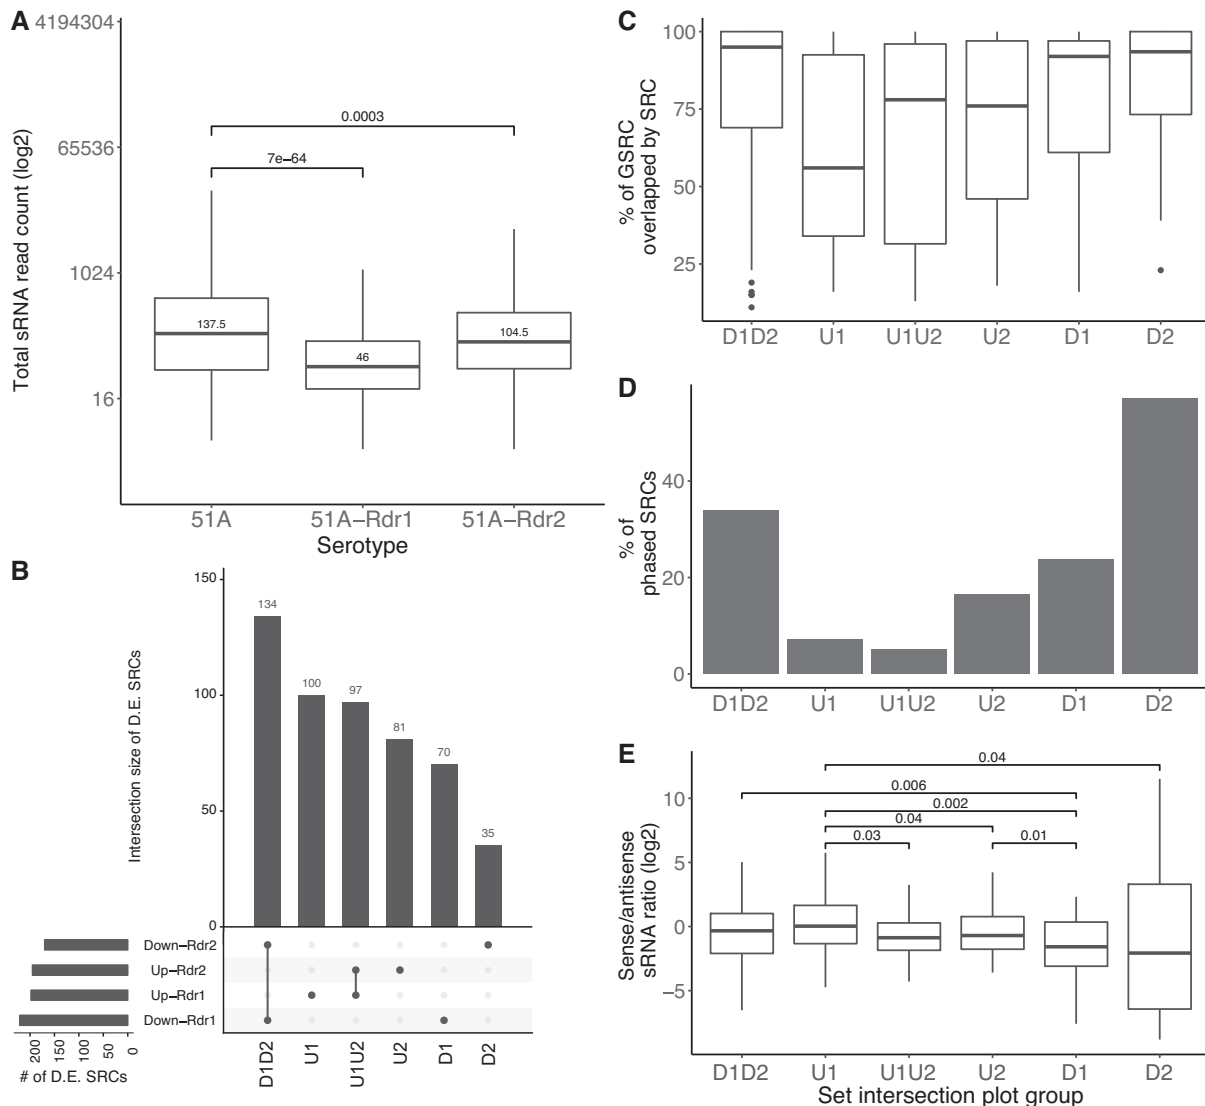 A
4194304
65536
1024
16
Total sRNA read count (log2)
0.0003
7e−64
137.5
46
104.5
51A
51A−Rdr1
51A−Rdr2
Serotype
B
150
100
50
0
Intersection size of D.E. SRCs
134
100
97
81
70
35
Down−Rdr2
Up−Rdr2
Up−Rdr1
Down−Rdr1
200
150
100
50
0
# of D.E. SRCs
D1D2
U1
U1U2
U2
D1
D2
C
100
75
50
25
% of GSRC
overlapped by SRC
D1D2
U1
U1U2
U2
D1
D2
D
40
20
0
% of
phased SRCs
D1D2
U1
U1U2
U2
D1
D2
E
10
5
0
−5
Sense/antisense
sRNA ratio (log2)
0.04
0.006
0.002
0.04
0.03
0.01
D1D2
U1
U1U2
U2
D1
D2
Set intersection plot group